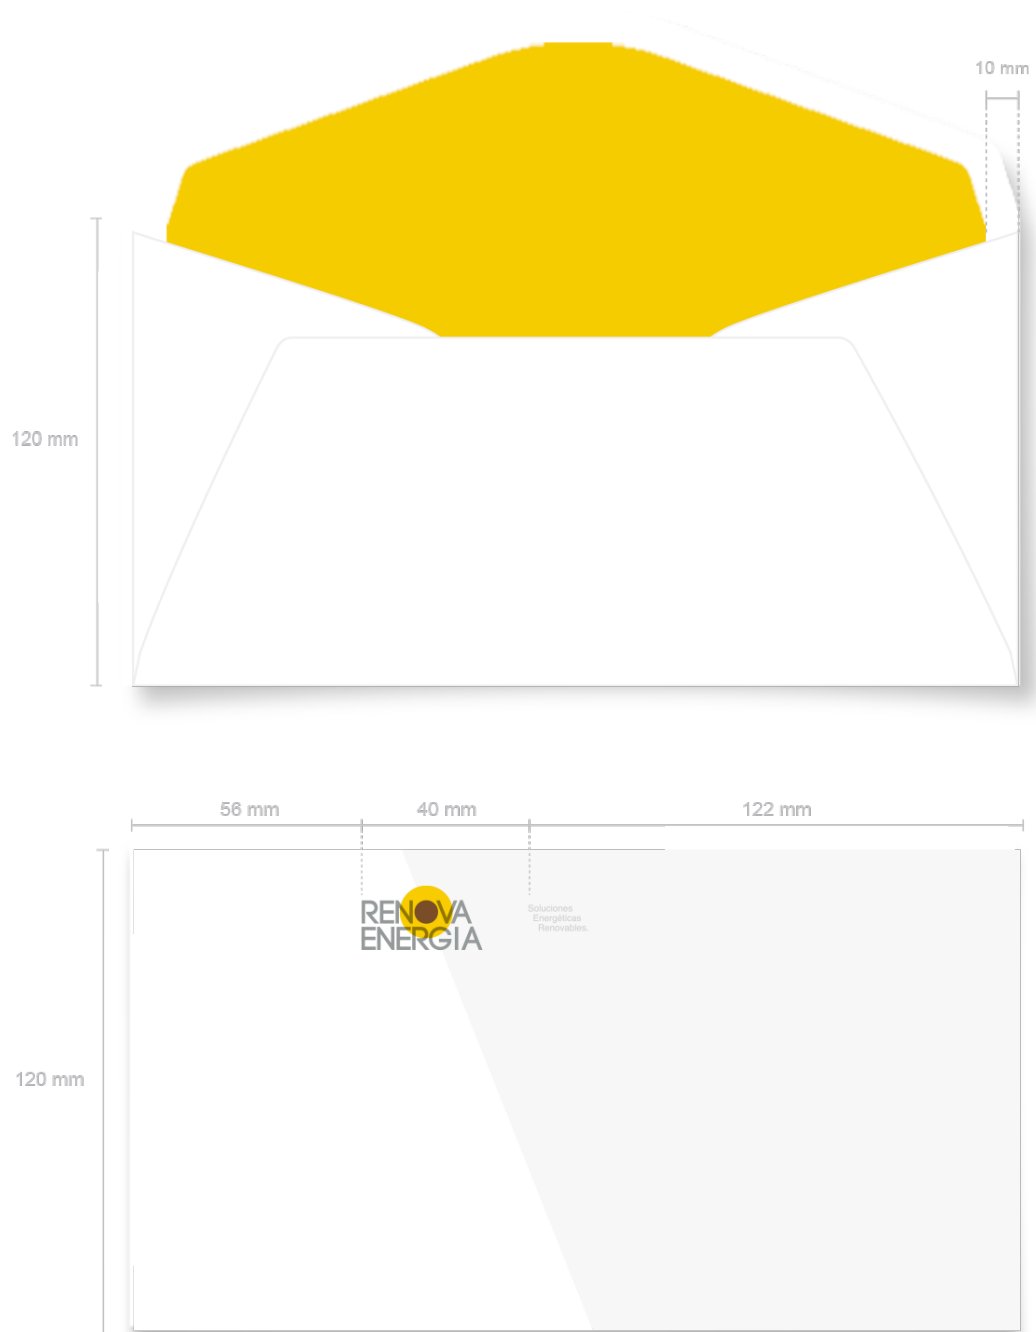 10 mm
120 mm
56 mm
40 mm
122 mm
RENOVA
ENERGIA
Soluciones
Energéticas
Renovables.
120 mm